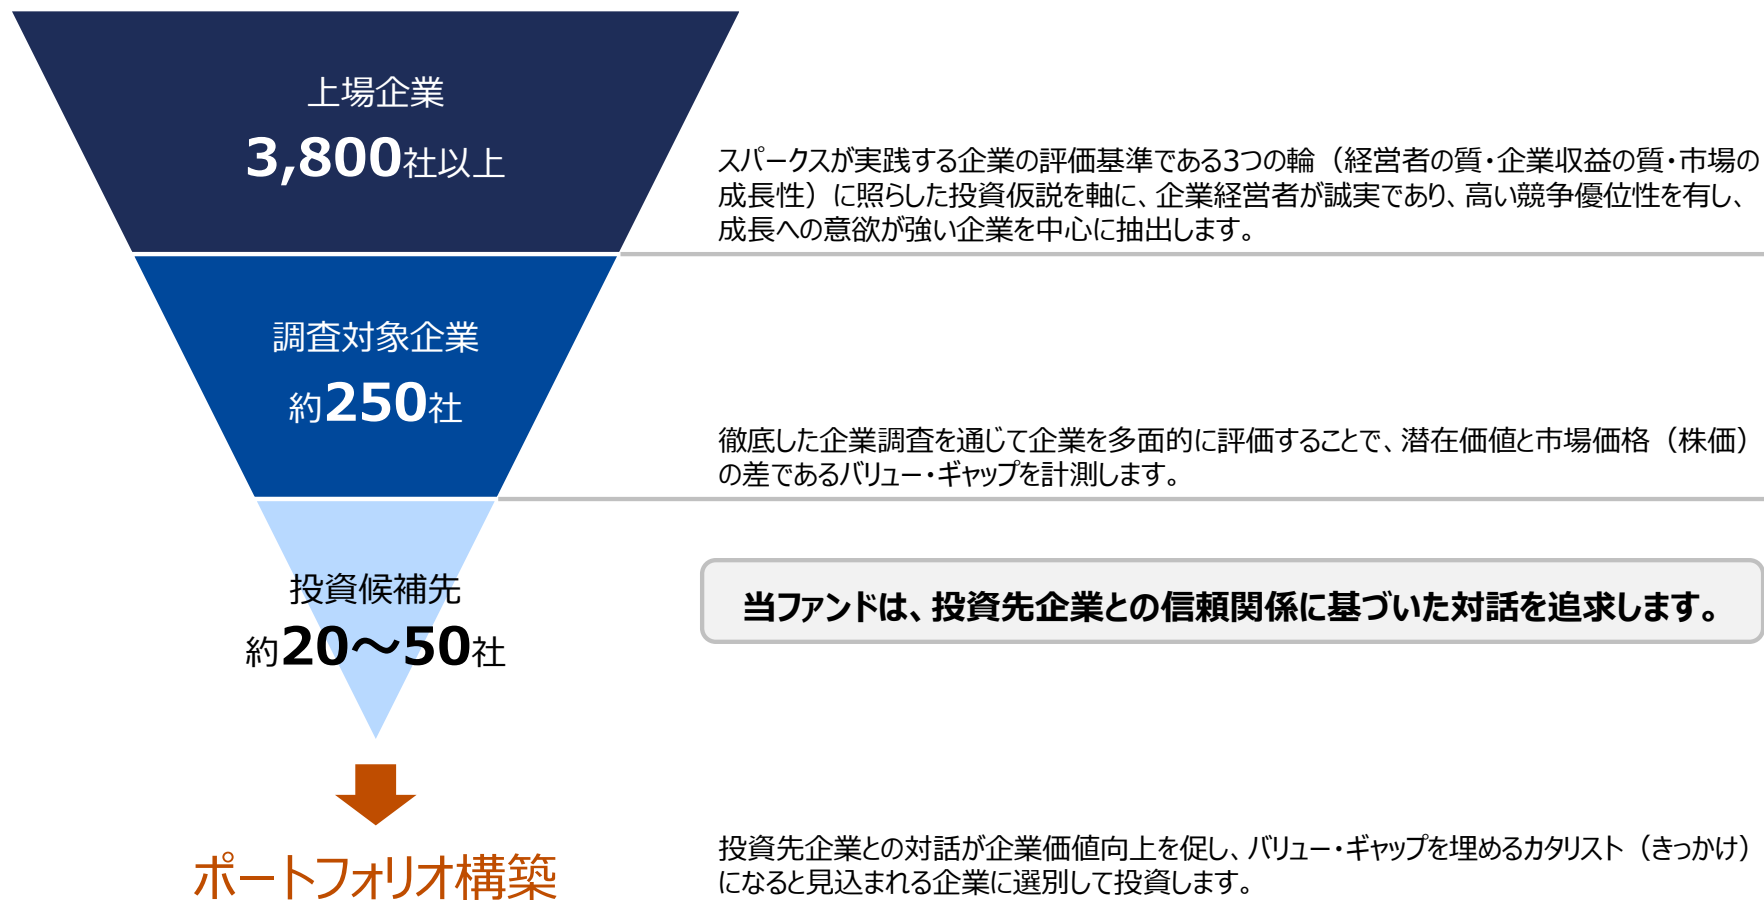 上場企業
3,800社以上
スパークスが実践する企業の評価基準である3つの輪（経営者の質・企業収益の質・市場の
成長性）に照らした投資仮説を軸に、企業経営者が誠実であり、高い競争優位性を有し、
成長への意欲が強い企業を中心に抽出します。
調査対象企業
約250社
徹底した企業調査を通じて企業を多面的に評価することで、潜在価値と市場価格（株価）
の差であるバリュー・ギャップを計測します。
投資候補先
約20～50社
当ファンドは、投資先企業との信頼関係に基づいた対話を追求します。
ポートフォリオ構築
投資先企業との対話が企業価値向上を促し、バリュー・ギャップを埋めるカタリスト（きっかけ）
になると見込まれる企業に選別して投資します。